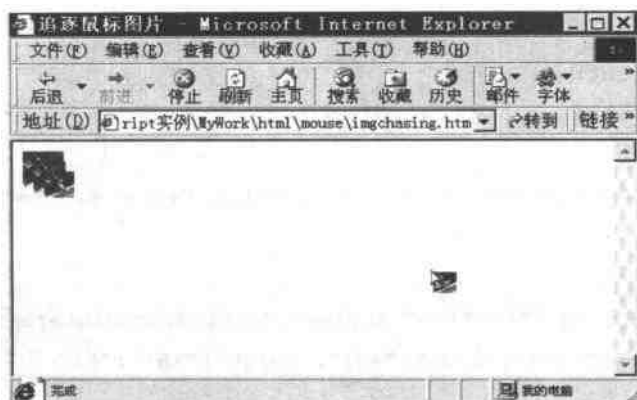 追逐鼠标图片 - Microsoft Internet Explorer
文件(F) 编辑(E) 查看(V) 收藏(A) 工具(T) 帮助(H)
后退 前进 停止 刷新 主页 搜索 收藏 历史 邮件 字体 »
地址(D) ript实例\MyWork\html\mouse\imgchasing.htm 转到 链接 »
完成 我的电脑